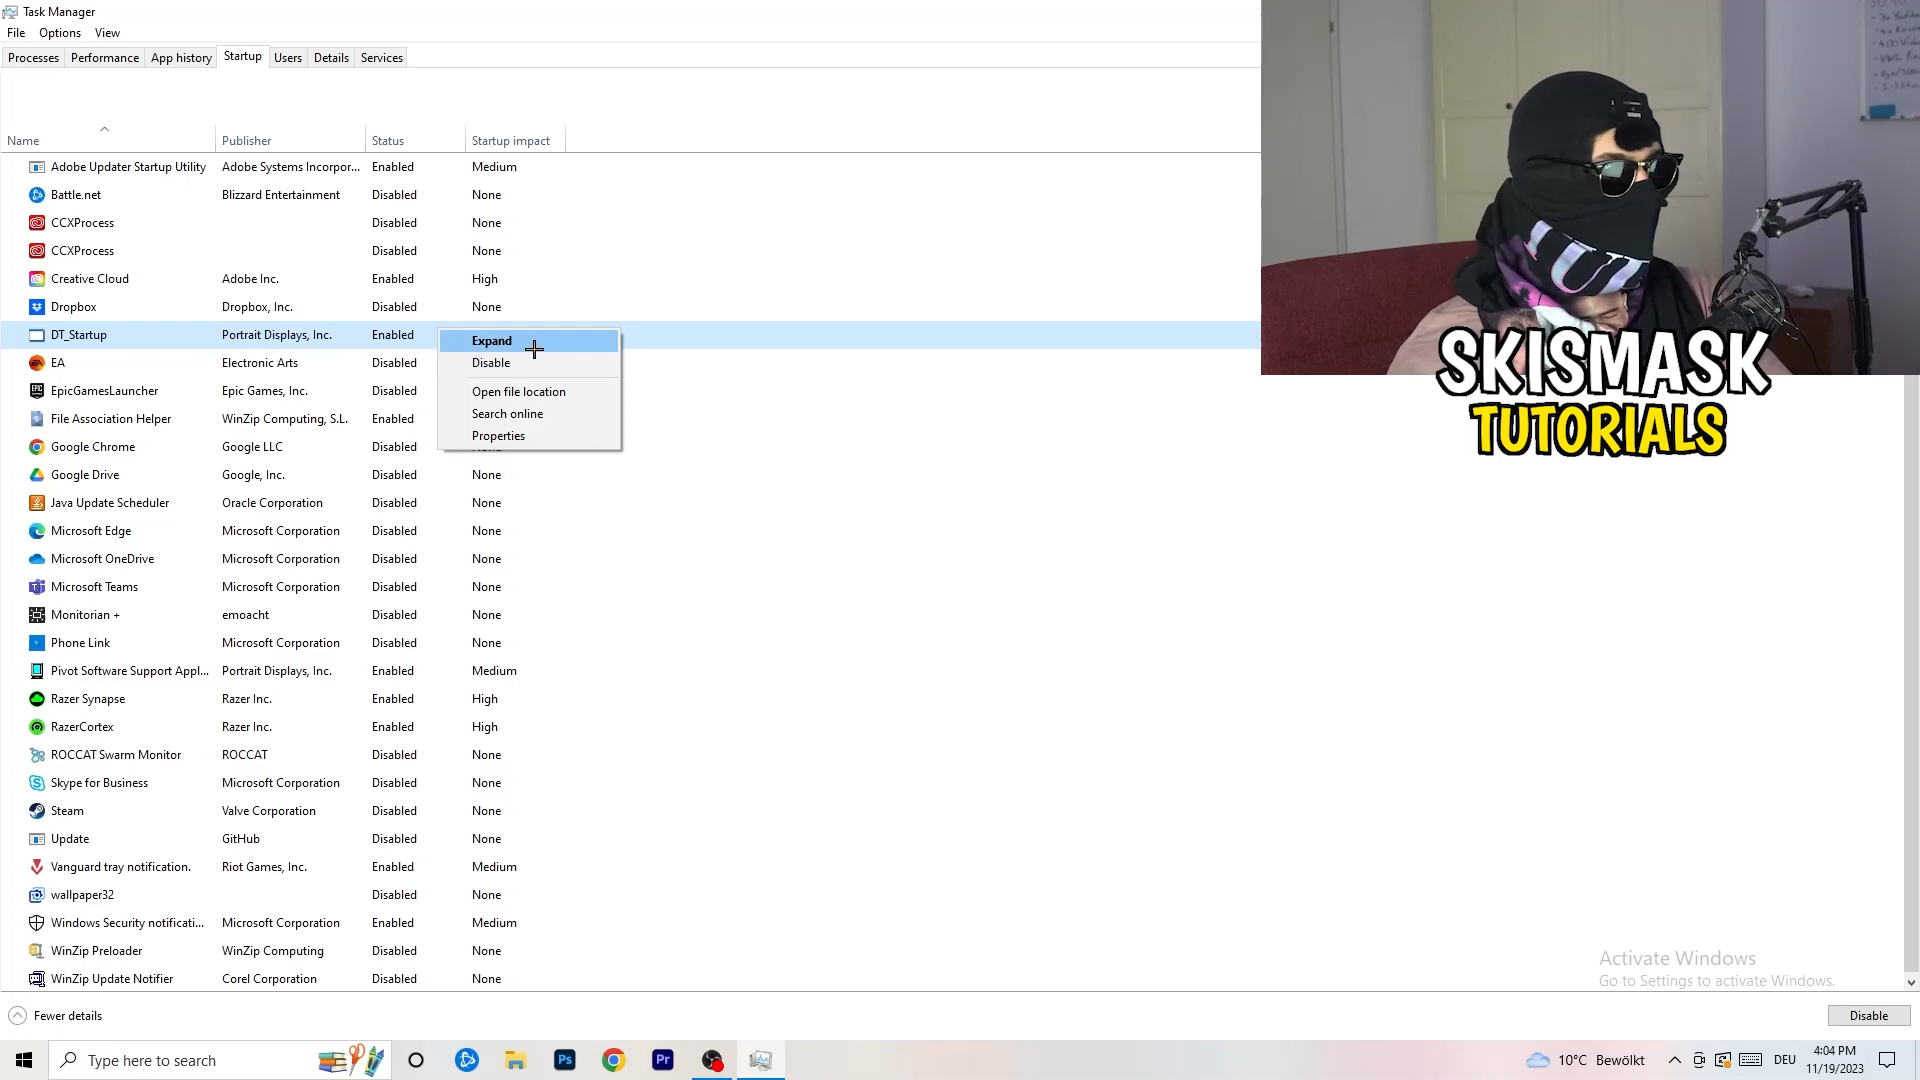 Task Manager
File Options View
Processes Performance App history Startup Users Details Services
Name Publisher Status Startup impact
Adobe Updater Startup Utility Adobe Systems Incorpor... Enabled Medium
Battle.net Blizzard Entertainment Disabled None
CCXProcess Disabled None
CCXProcess Disabled None
Creative Cloud Adobe Inc. Enabled High
Dropbox Dropbox, Inc. Disabled None
DT_Startup Portrait Displays, Inc. Enabled
EA Electronic Arts Disabled
EpicGamesLauncher Epic Games, Inc. Disabled
File Association Helper WinZip Computing, S.L. Enabled
Google Chrome Google LLC Disabled
Google Drive Google, Inc. Disabled None
Java Update Scheduler Oracle Corporation Disabled None
Microsoft Edge Microsoft Corporation Disabled None
Microsoft OneDrive Microsoft Corporation Disabled None
Microsoft Teams Microsoft Corporation Disabled None
Monitorian + emoacht Disabled None
Phone Link Microsoft Corporation Disabled None
Pivot Software Support Appl... Portrait Displays, Inc. Enabled Medium
Razer Synapse Razer Inc. Enabled High
RazerCortex Razer Inc. Enabled High
ROCCAT Swarm Monitor ROCCAT Disabled None
Skype for Business Microsoft Corporation Disabled None
Steam Valve Corporation Disabled None
Update GitHub Disabled None
Vanguard tray notification. Riot Games, Inc. Enabled Medium
wallpaper32 Disabled None
Windows Security notificati... Microsoft Corporation Enabled Medium
WinZip Preloader WinZip Computing Disabled None
WinZip Update Notifier Corel Corporation Disabled None
Expand
Disable
Open file location
Search online
Properties
SKISMASK
TUTORIALS
Activate Windows
Go to Settings to activate Windows.
Fewer details
Disable
Type here to search
Ps
Pr
10°C Bewölkt
DEU
4:04 PM
11/19/2023